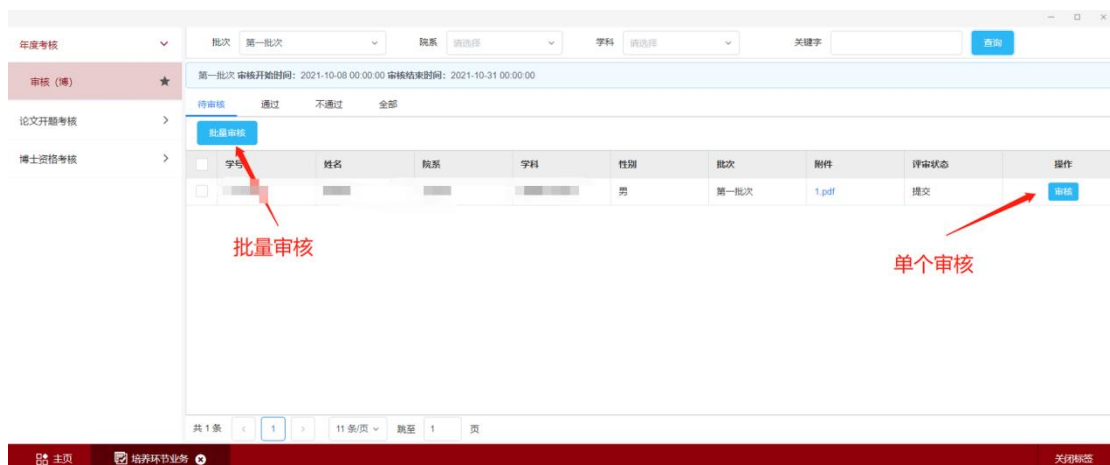 年度考核
审核（博）
论文开题考核
博士资格考核
批次 第一批次 院系 请选择 学科 请选择 关键字 查询
第一批次 审核开始时间：2021-10-08 00:00:00 审核结束时间：2021-10-31 00:00:00
待审核 通过 不通过 全部
批量审核
学号 姓名 院系 学科 性别 批次 附件 评审状态 操作
男 第一批次 1.pdf 提交 审核
批量审核
单个审核
共 1 条 1 11 条/页 跳至 1 页
主页 培养环节业务 关闭标签